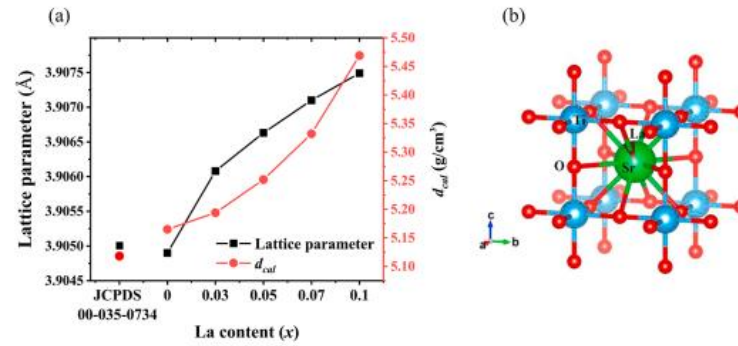 (a)
(b)
Lattice parameter (Å)
3.9075
3.9070
3.9065
3.9060
3.9055
3.9050
3.9045
5.50
5.45
5.40
5.35
5.30
5.25
5.20
5.15
5.10
d_cal (g/cm³)
Lattice parameter
d_cal
JCPDS 0 0.03 0.05 0.07 0.1
00-035-0734
La content (x)
Ti
La
O
Sr
c
a b